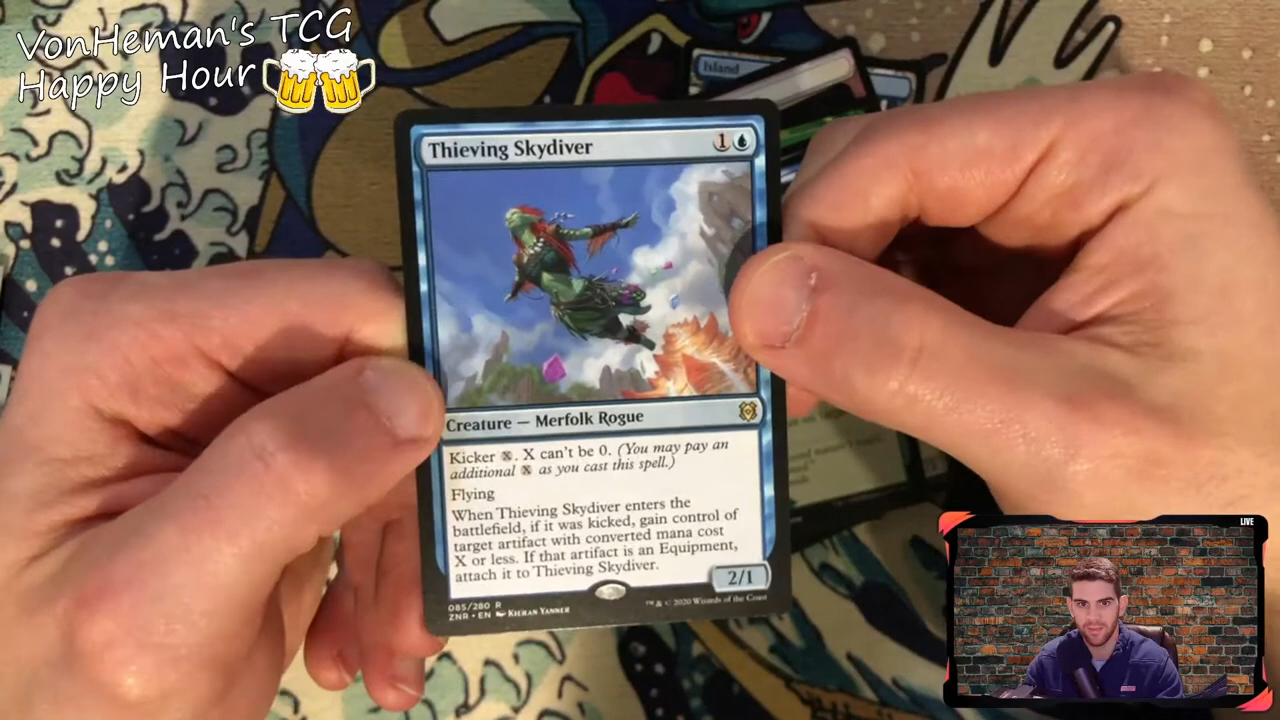 VonHeman's TCG
Happy Hour
Island
Thieving Skydiver 1
Creature — Merfolk Rogue
Kicker X. X can't be 0. (You may pay an
additional X as you cast this spell.)
Flying
When Thieving Skydiver enters the
battlefield, if it was kicked, gain control of
target artifact with converted mana cost
X or less. If that artifact is an Equipment,
attach it to Thieving Skydiver.
2/1
085/280 R
ZNR • EN Kieran Yanner
™ & © 2020 Wizards of the Coast
LIVE